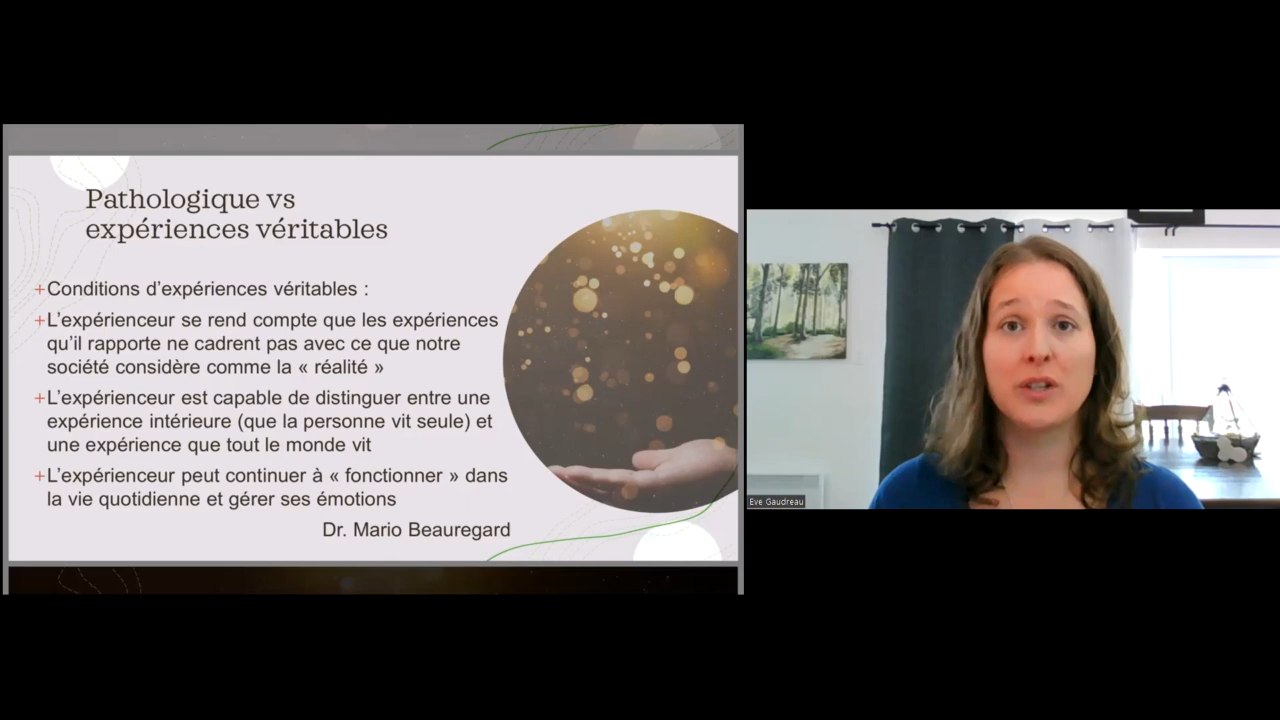 Pathologique vs
expériences véritables
+Conditions d’expériences véritables :
+L’expérienceur se rend compte que les expériences
qu’il rapporte ne cadrent pas avec ce que notre
société considère comme la « réalité »
+L’expérienceur est capable de distinguer entre une
expérience intérieure (que la personne vit seule) et
une expérience que tout le monde vit
+L’expérienceur peut continuer à « fonctionner » dans
la vie quotidienne et gérer ses émotions
Dr. Mario Beauregard
Eve Gaudreau